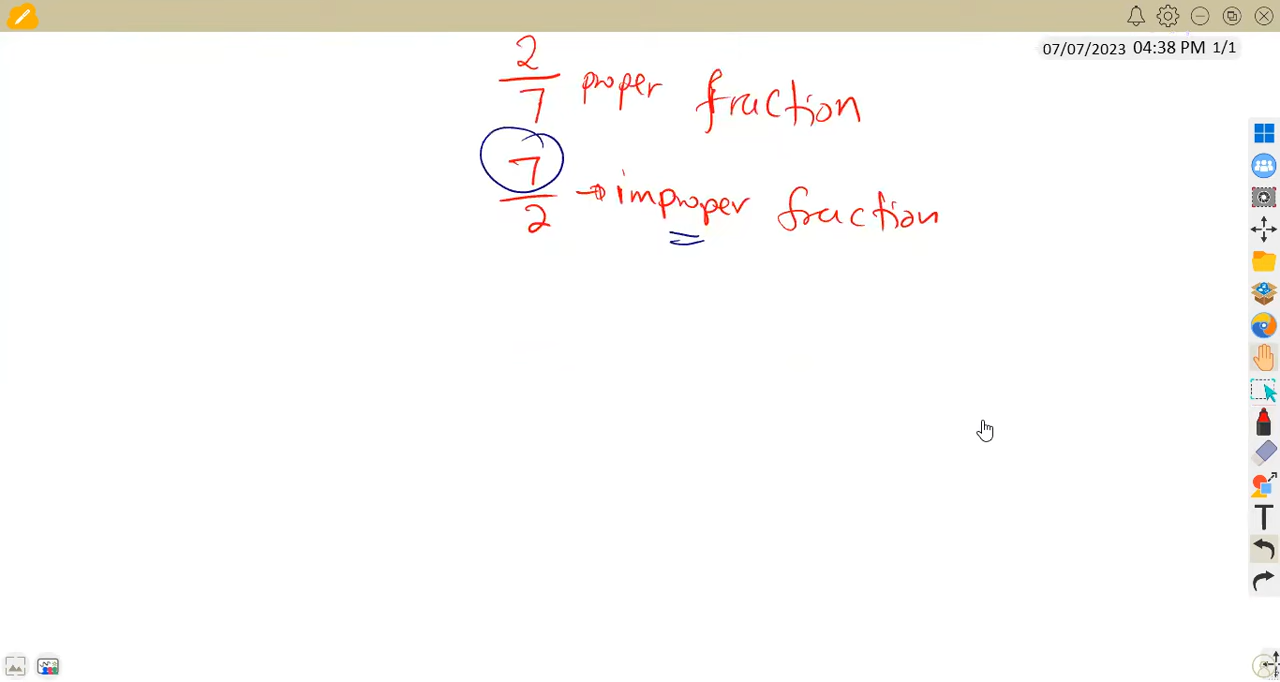 07/07/2023 04:38 PM 1/1
2/7 proper fraction
7/2 → improper fraction
T